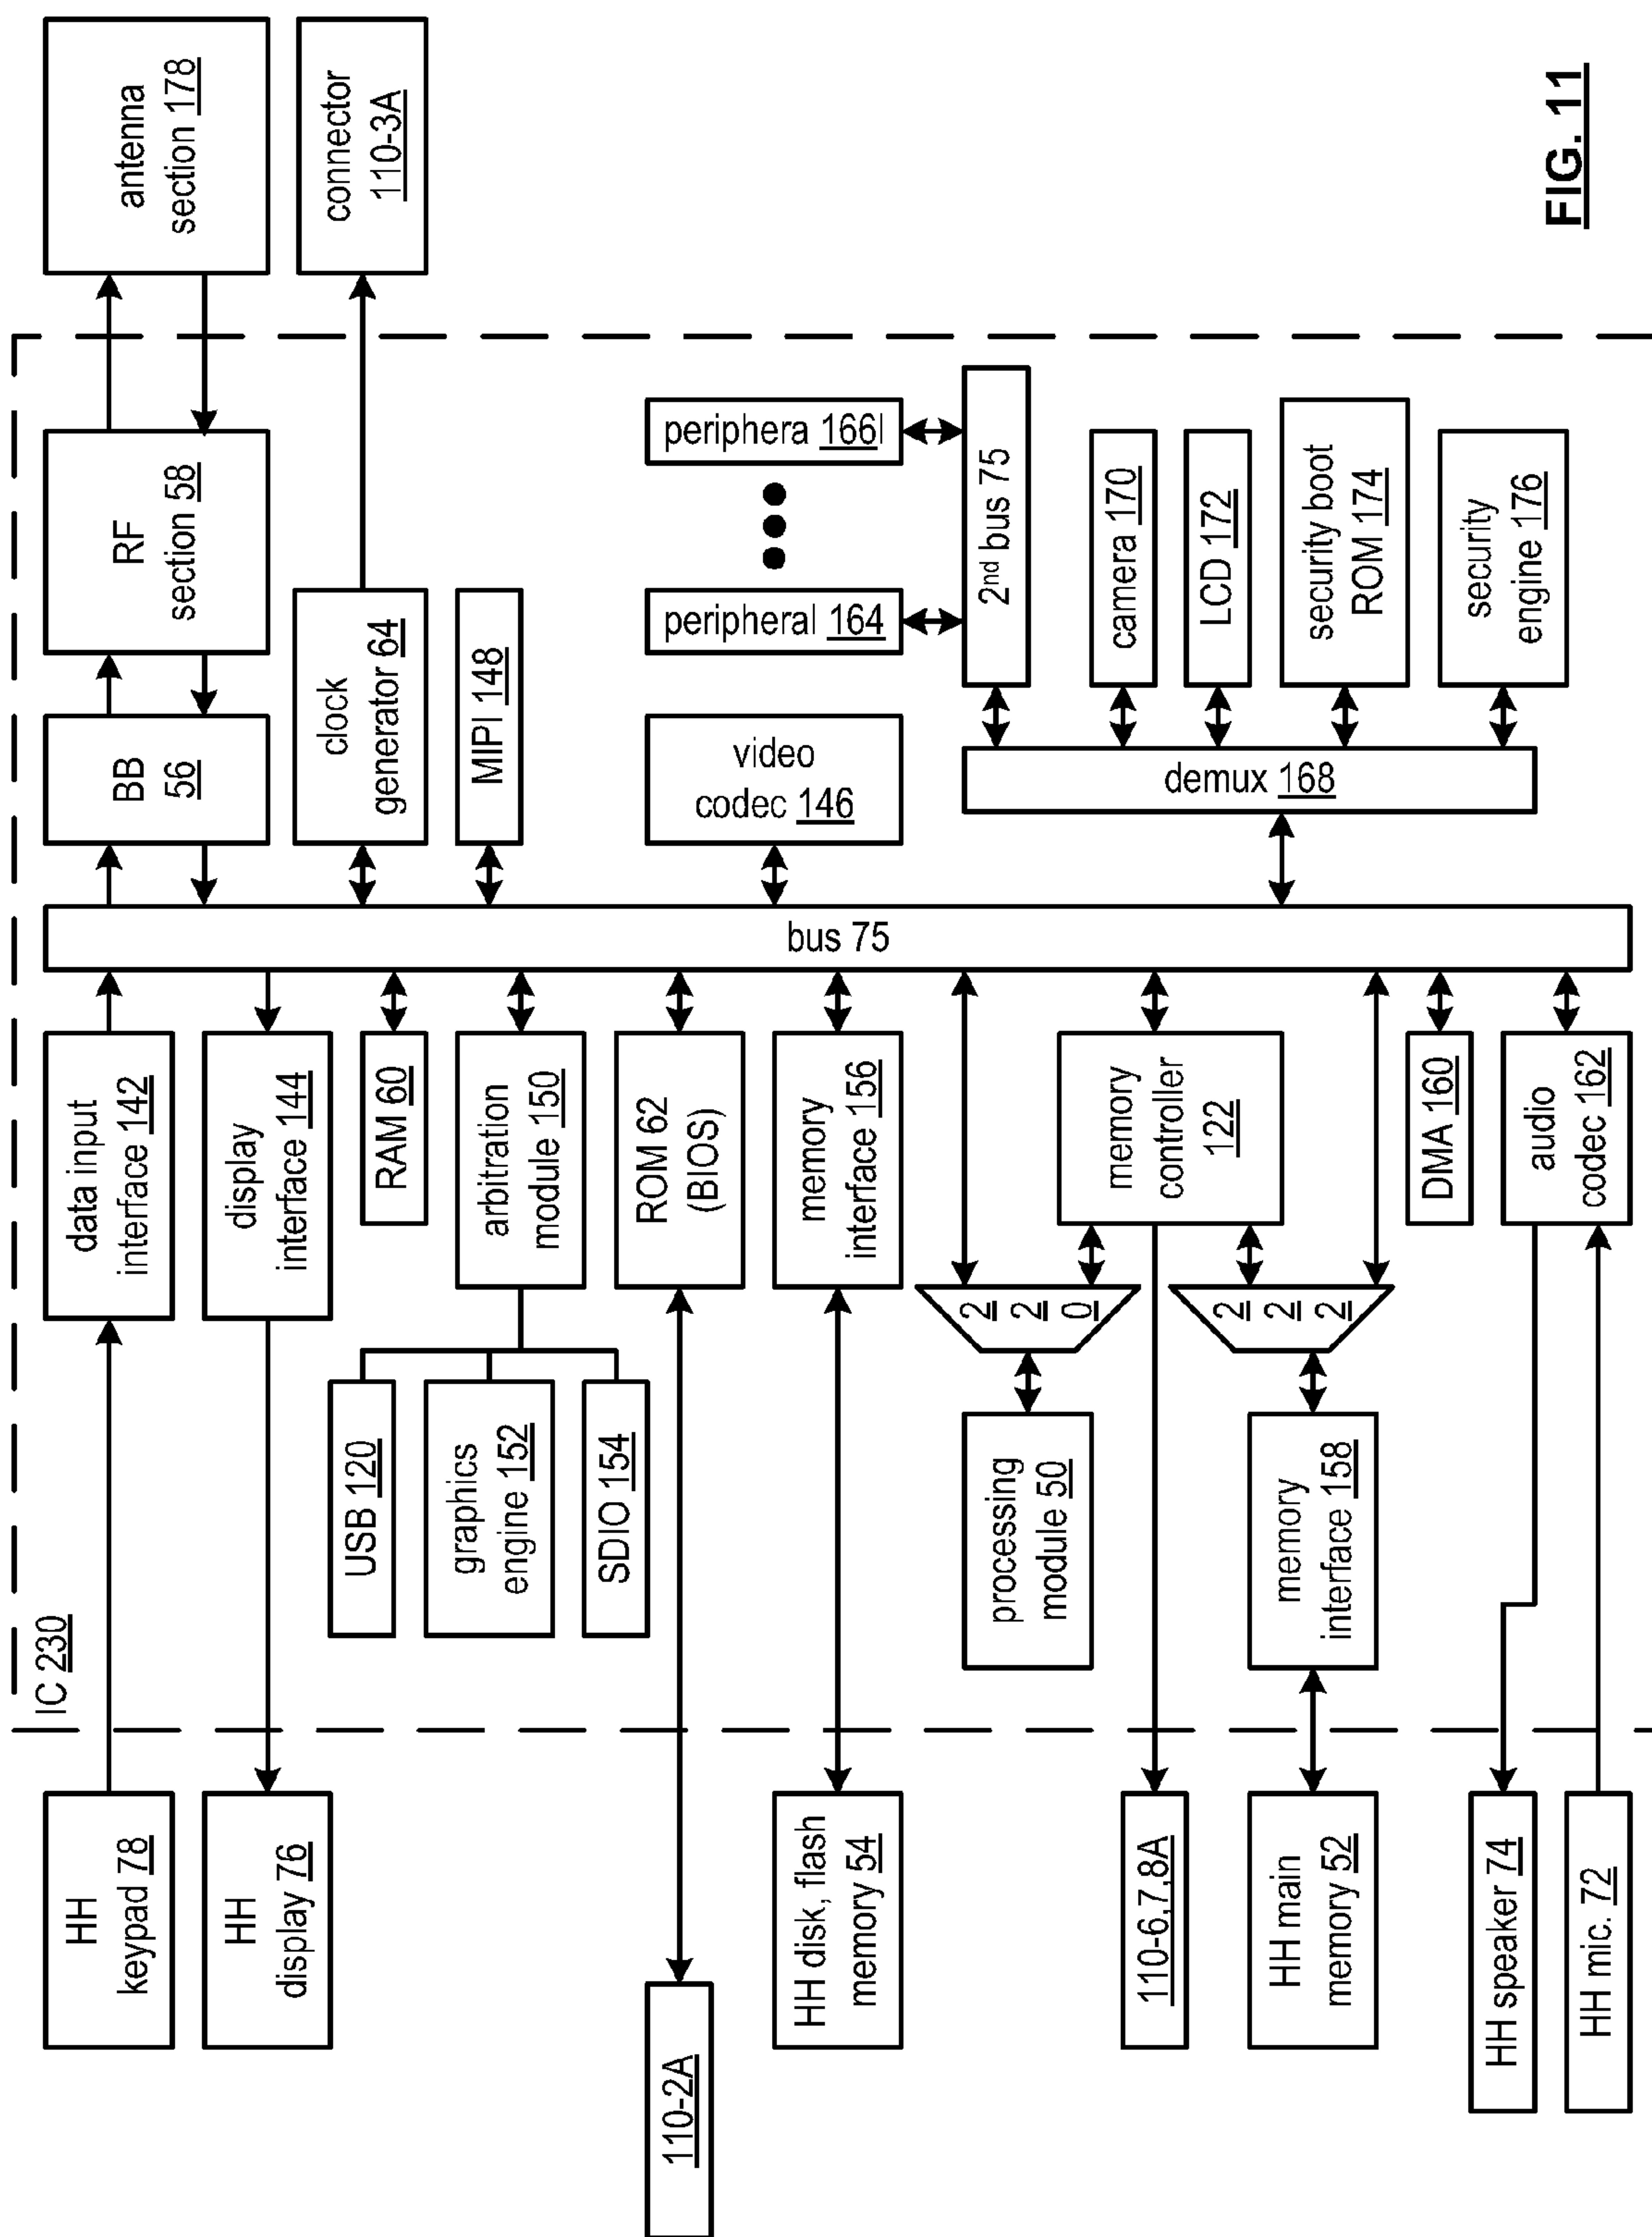 HH
keypad 78
HH
display 76
110-2A
HH disk, flash
memory 54
110-6,7,8A
HH main
memory 52
HH speaker 74
HH mic. 72
IC 230
data input
interface 142
display
interface 144
RAM 60
USB 120
graphics
engine 152
SDIO 154
arbitration
module 150
ROM 62
(BIOS)
memory
interface 156
processing
module 50
2
2
0
memory
controller
122
memory
interface 158
2
2
2
DMA 160
audio
codec 162
bus 75
BB
56
RF
section 58
antenna
section 178
clock
generator 64
connector
110-3A
MIPI 148
video
codec 146
peripheral 164
periphera 166l
2nd bus 75
demux 168
camera 170
LCD 172
security boot
ROM 174
security
engine 176
FIG. 11